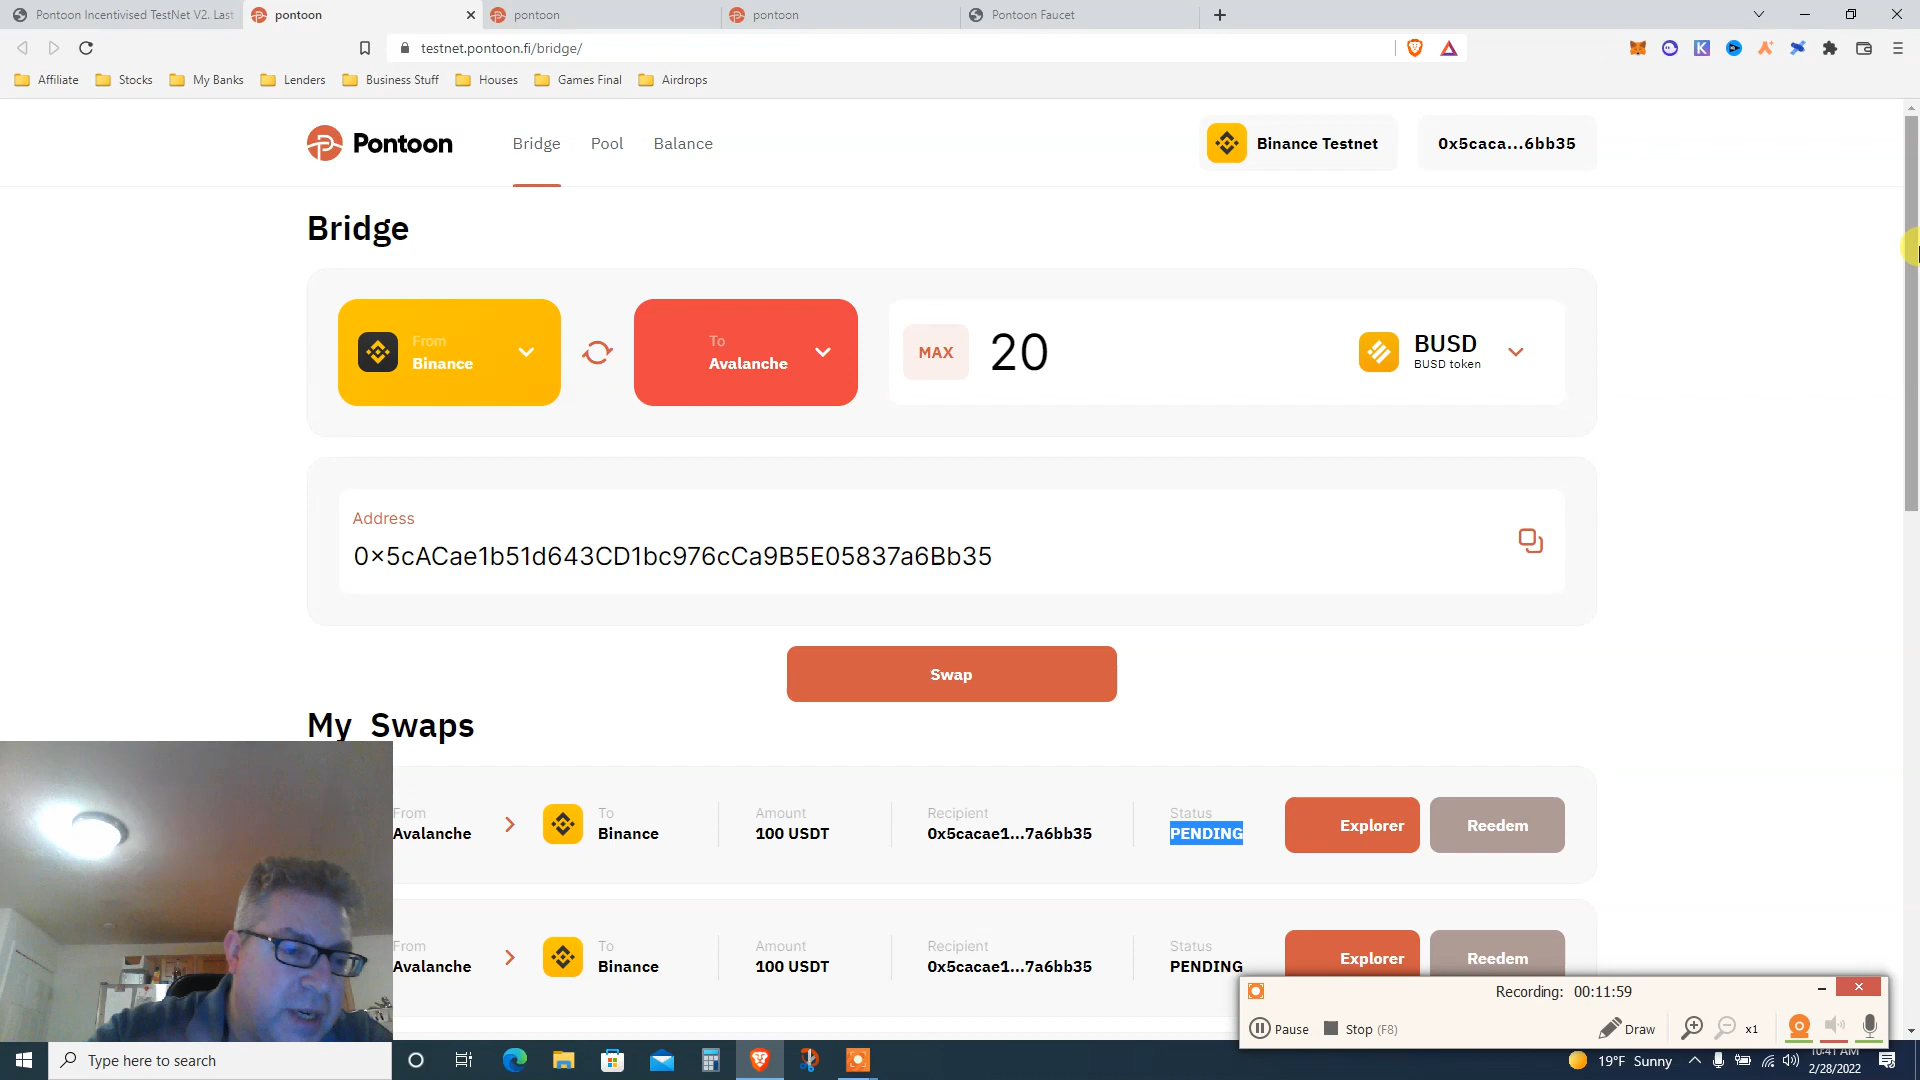 Pontoon Incentivised TestNet V2. Last
pontoon
pontoon
pontoon
Pontoon Faucet
testnet.pontoon.fi/bridge/
Affiliate
Stocks
My Banks
Lenders
Business Stuff
Houses
Games Final
Airdrops
Pontoon
Bridge
Pool
Balance
Binance Testnet
0x5caca...6bb35
Bridge
From
Binance
To
Avalanche
MAX
20
BUSD
BUSD token
Address
0x5cACae1b51d643CD1bc976cCa9B5E05837a6Bb35
Swap
My Swaps
From
Avalanche
To
Binance
Amount
100 USDT
Recipient
0x5cacae1...7a6bb35
Status
PENDING
Explorer
Reedem
From
Avalanche
To
Binance
Amount
100 USDT
Recipient
0x5cacae1...7a6bb35
Status
PENDING
Explorer
Reedem
Recording: 00:11:59
Pause
Stop (F8)
Draw
x1
Type here to search
19°F Sunny
10:41 AM
2/28/2022